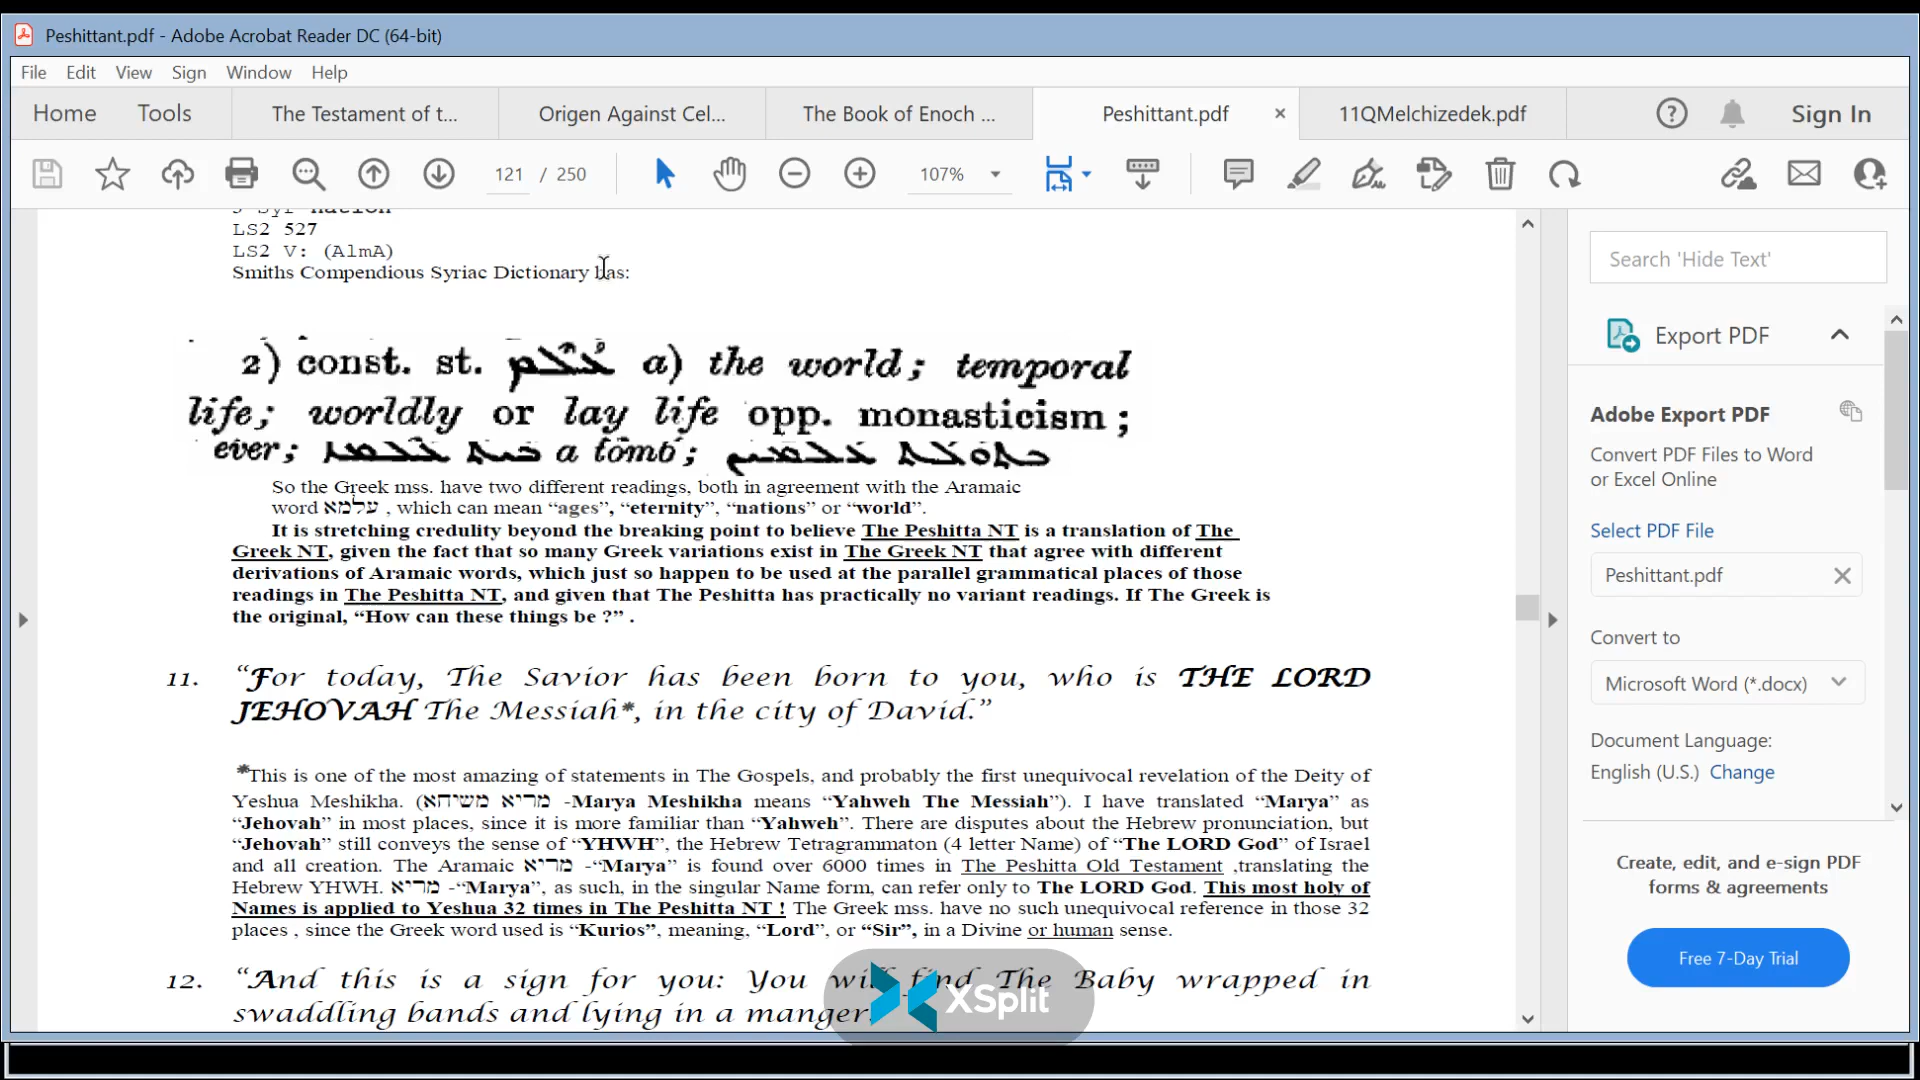 Peshittant.pdf - Adobe Acrobat Reader DC (64-bit)
File Edit View Sign Window Help
Home Tools The Testament of t... Origen Against Cel... The Book of Enoch ... Peshittant.pdf × 11QMelchizedek.pdf Sign In
121 / 250 107%
LS2 527
LS2 V: (AlmA)
Smiths Compendious Syriac Dictionary has:
2) const. st. a) the world; temporal
life; worldly or lay life opp. monasticism;
ever; a tomb;
So the Greek mss. have two different readings, both in agreement with the Aramaic
word עלמא , which can mean “ages”, “eternity”, “nations” or “world”.
It is stretching credulity beyond the breaking point to believe The Peshitta NT is a translation of The
Greek NT, given the fact that so many Greek variations exist in The Greek NT that agree with different
derivations of Aramaic words, which just so happen to be used at the parallel grammatical places of those
readings in The Peshitta NT, and given that The Peshitta has practically no variant readings. If The Greek is
the original, “How can these things be ?” .
11. “For today, The Savior has been born to you, who is THE LORD
JEHOVAH The Messiah*, in the city of David.”
*This is one of the most amazing of statements in The Gospels, and probably the first unequivocal revelation of the Deity of
Yeshua Meshikha. (מריא משיחא -Marya Meshikha means “Yahweh The Messiah”). I have translated “Marya” as
“Jehovah” in most places, since it is more familiar than “Yahweh”. There are disputes about the Hebrew pronunciation, but
“Jehovah” still conveys the sense of “YHWH”, the Hebrew Tetragrammaton (4 letter Name) of “The LORD God” of Israel
and all creation. The Aramaic מריא -“Marya” is found over 6000 times in The Peshitta Old Testament ,translating the
Hebrew YHWH. מריא -“Marya”, as such, in the singular Name form, can refer only to The LORD God. This most holy of
Names is applied to Yeshua 32 times in The Peshitta NT ! The Greek mss. have no such unequivocal reference in those 32
places , since the Greek word used is “Kurios”, meaning, “Lord”, or “Sir”, in a Divine or human sense.
12. “And this is a sign for you: You will find The Baby wrapped in
swaddling bands and lying in a manger.
XSplit
Search 'Hide Text'
Export PDF
Adobe Export PDF
Convert PDF Files to Word
or Excel Online
Select PDF File
Peshittant.pdf
Convert to
Microsoft Word (*.docx)
Document Language:
English (U.S.) Change
Create, edit, and e-sign PDF
forms & agreements
Free 7-Day Trial